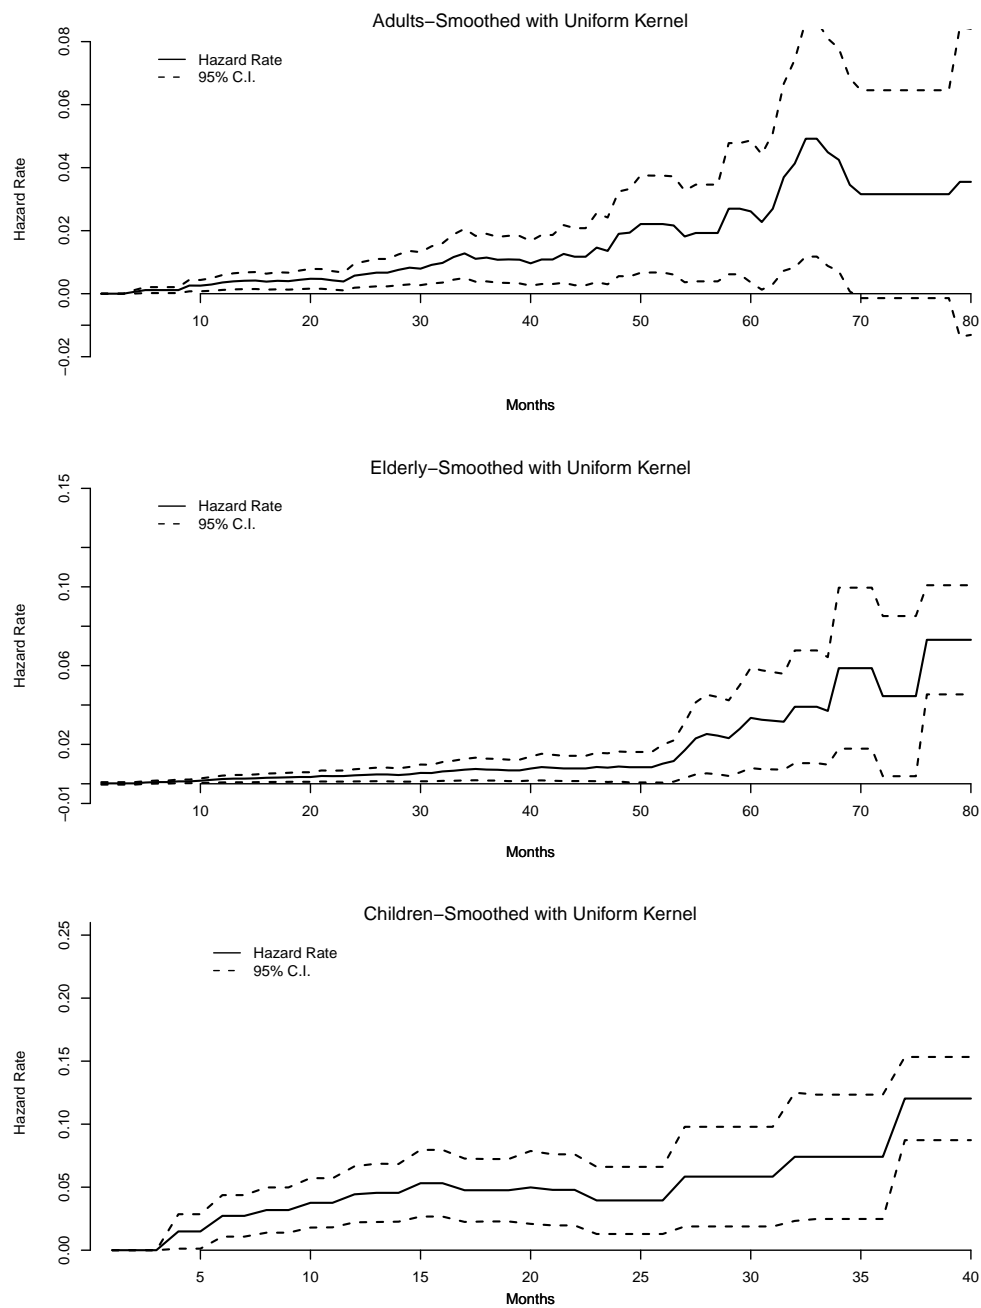 Adults−Smoothed with Uniform Kernel
Hazard Rate
95% C.I.
Hazard Rate
0.08
0.06
0.04
0.02
0.00
−0.02
10 20 30 40 50 60 70 80
Months
Elderly−Smoothed with Uniform Kernel
Hazard Rate
95% C.I.
Hazard Rate
0.15
0.10
0.06
0.02
−0.01
10 20 30 40 50 60 70 80
Months
Children−Smoothed with Uniform Kernel
Hazard Rate
95% C.I.
Hazard Rate
0.25
0.20
0.15
0.10
0.05
0.00
5 10 15 20 25 30 35 40
Months